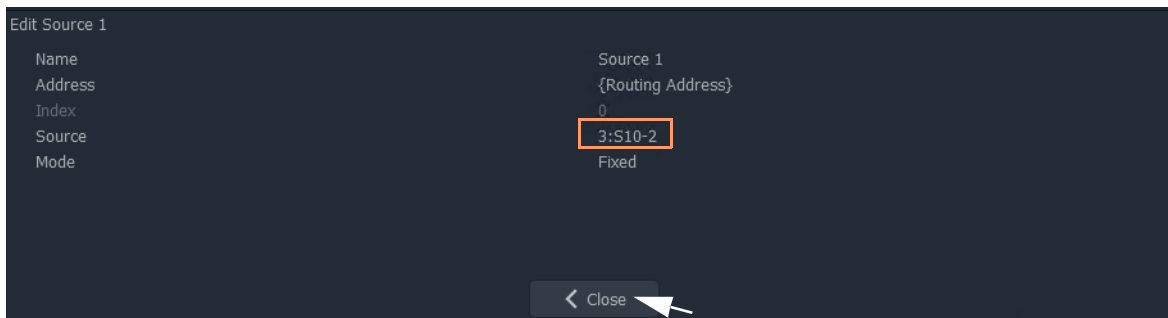 Edit Source 1
Name Source 1
Address {Routing Address}
Index 0
Source 3:S10-2
Mode Fixed
Close